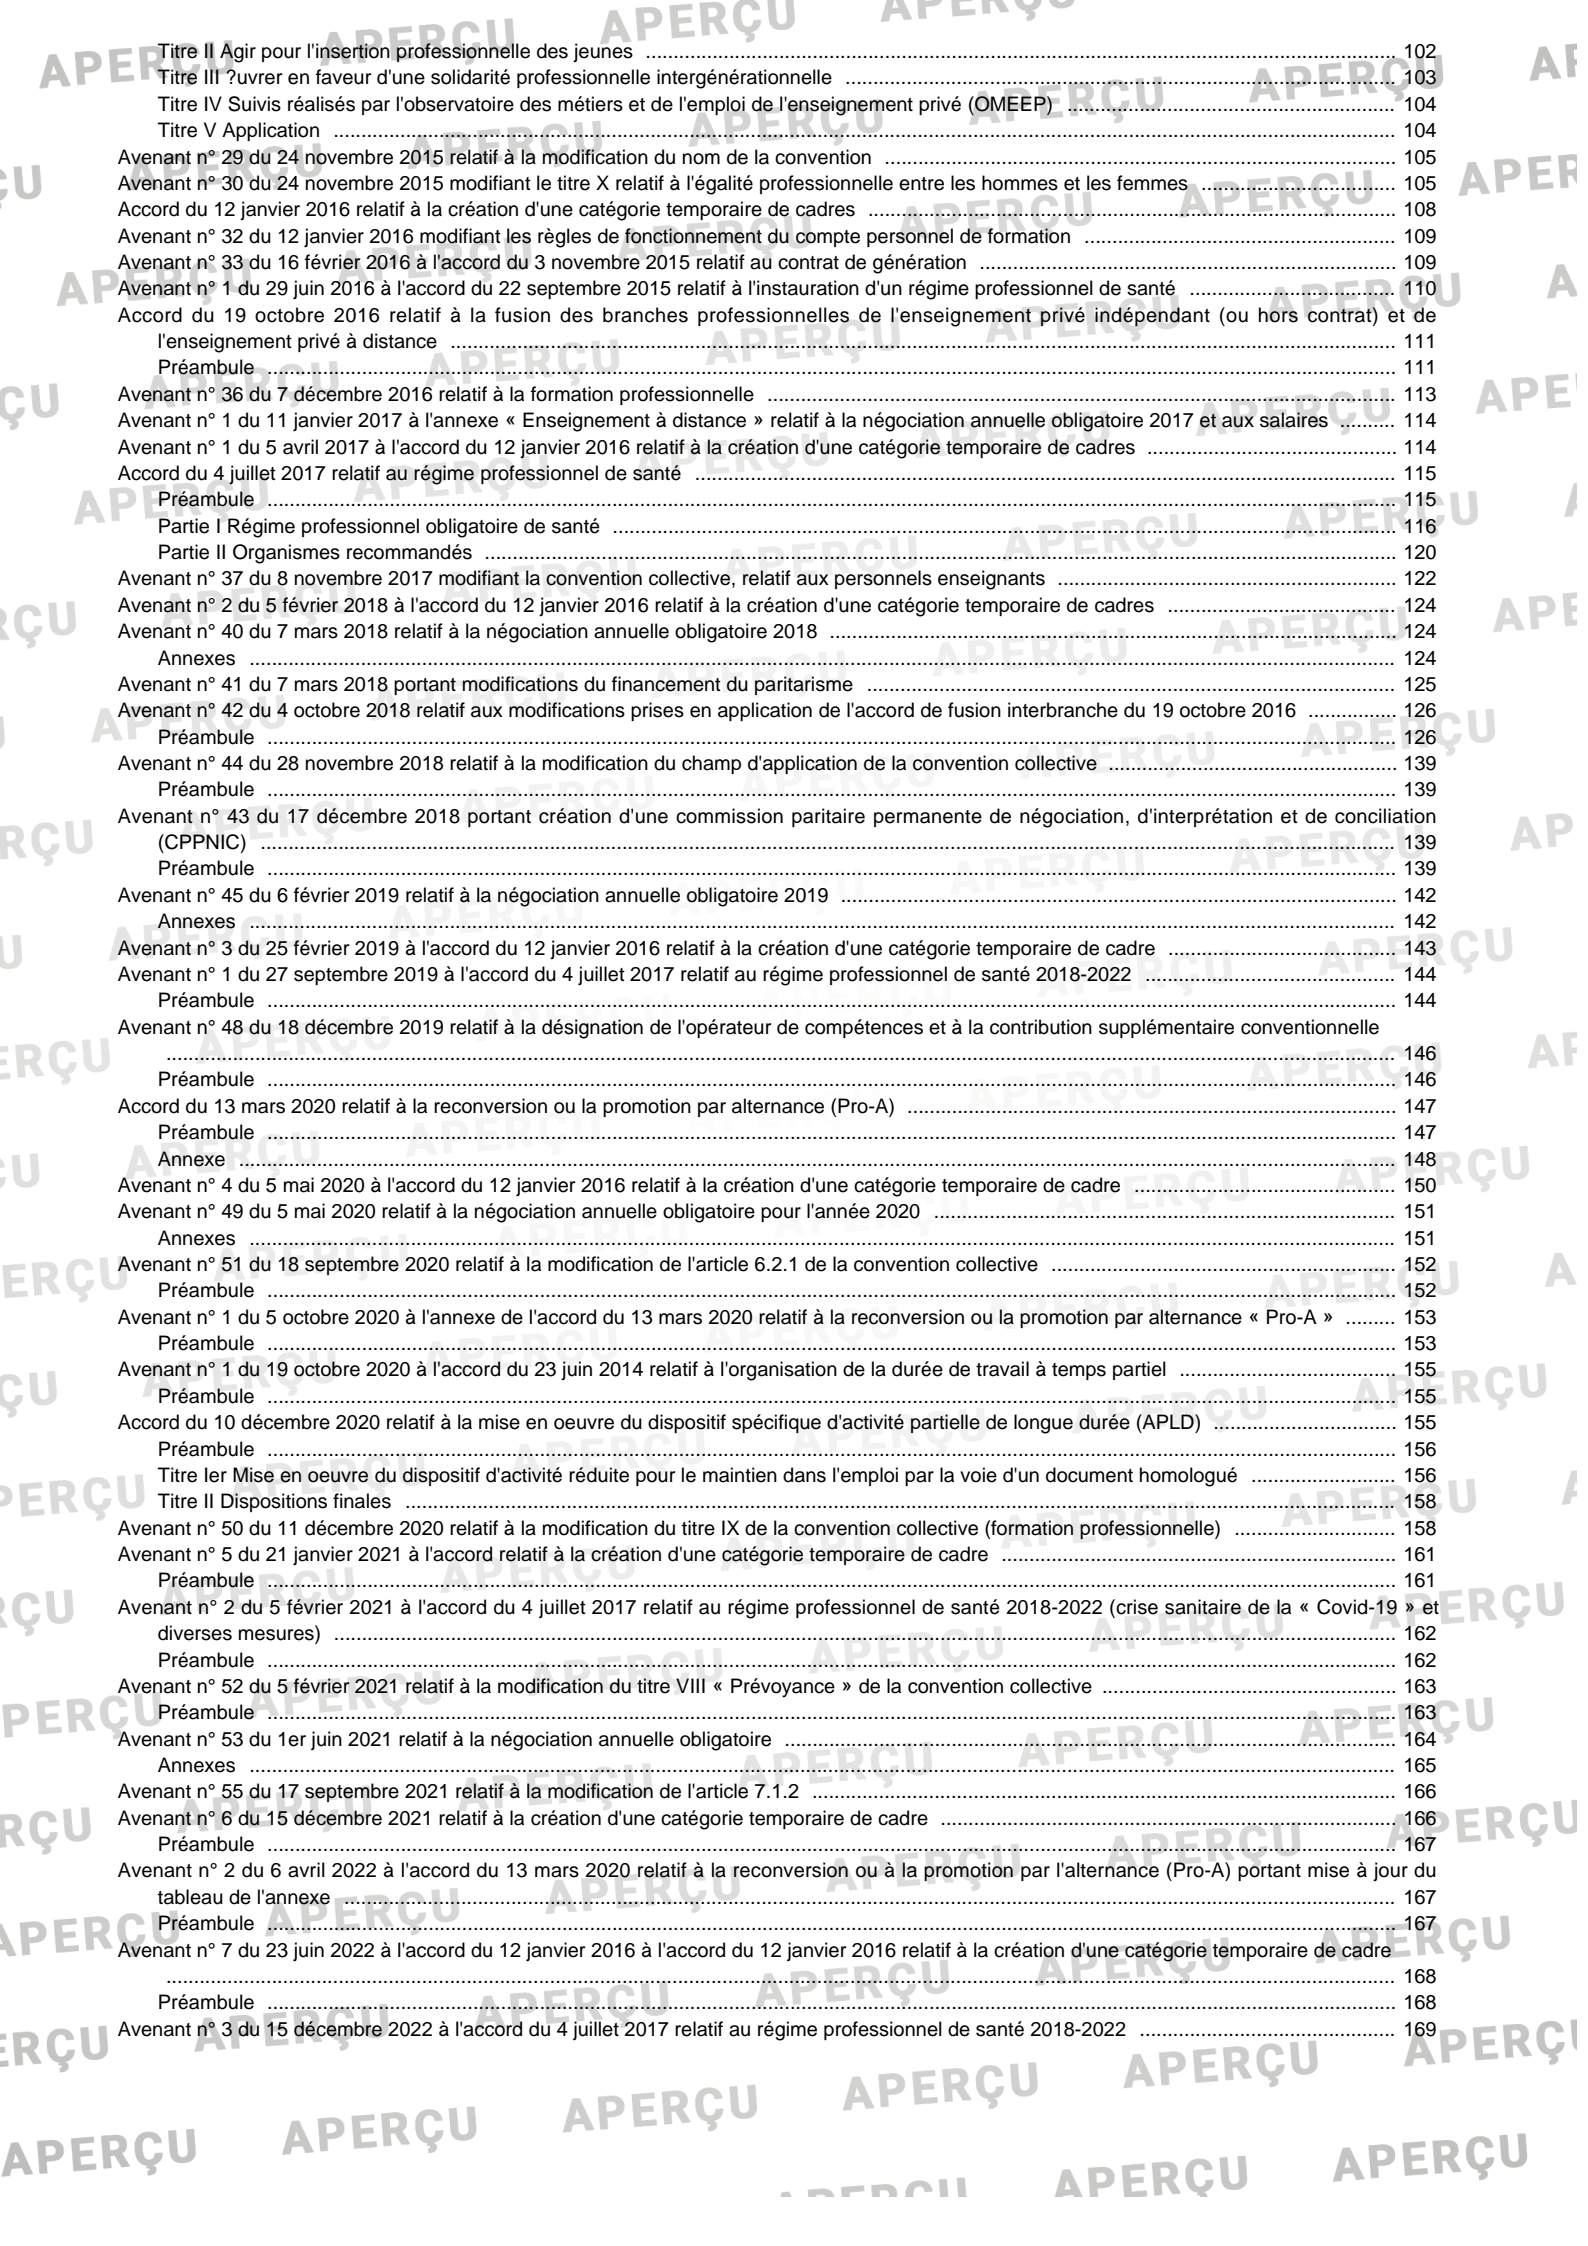 Titre II Agir pour l'insertion professionnelle des jeunes ........ 102
Titre III ?uvrer en faveur d'une solidarité professionnelle intergénérationnelle ........ 103
Titre IV Suivis réalisés par l'observatoire des métiers et de l'emploi de l'enseignement privé (OMEEP) ........ 104
Titre V Application ........ 104
Avenant n° 29 du 24 novembre 2015 relatif à la modification du nom de la convention ........ 105
Avenant n° 30 du 24 novembre 2015 modifiant le titre X relatif à l'égalité professionnelle entre les hommes et les femmes ........ 105
Accord du 12 janvier 2016 relatif à la création d'une catégorie temporaire de cadres ........ 108
Avenant n° 32 du 12 janvier 2016 modifiant les règles de fonctionnement du compte personnel de formation ........ 109
Avenant n° 33 du 16 février 2016 à l'accord du 3 novembre 2015 relatif au contrat de génération ........ 109
Avenant n° 1 du 29 juin 2016 à l'accord du 22 septembre 2015 relatif à l'instauration d'un régime professionnel de santé ........ 110
Accord du 19 octobre 2016 relatif à la fusion des branches professionnelles de l'enseignement privé indépendant (ou hors contrat) et de
l'enseignement privé à distance ........ 111
Préambule ........ 111
Avenant n° 36 du 7 décembre 2016 relatif à la formation professionnelle ........ 113
Avenant n° 1 du 11 janvier 2017 à l'annexe « Enseignement à distance » relatif à la négociation annuelle obligatoire 2017 et aux salaires ........ 114
Avenant n° 1 du 5 avril 2017 à l'accord du 12 janvier 2016 relatif à la création d'une catégorie temporaire de cadres ........ 114
Accord du 4 juillet 2017 relatif au régime professionnel de santé ........ 115
Préambule ........ 115
Partie I Régime professionnel obligatoire de santé ........ 116
Partie II Organismes recommandés ........ 120
Avenant n° 37 du 8 novembre 2017 modifiant la convention collective, relatif aux personnels enseignants ........ 122
Avenant n° 2 du 5 février 2018 à l'accord du 12 janvier 2016 relatif à la création d'une catégorie temporaire de cadres ........ 124
Avenant n° 40 du 7 mars 2018 relatif à la négociation annuelle obligatoire 2018 ........ 124
Annexes ........ 124
Avenant n° 41 du 7 mars 2018 portant modifications du financement du paritarisme ........ 125
Avenant n° 42 du 4 octobre 2018 relatif aux modifications prises en application de l'accord de fusion interbranche du 19 octobre 2016 ........ 126
Préambule ........ 126
Avenant n° 44 du 28 novembre 2018 relatif à la modification du champ d'application de la convention collective ........ 139
Préambule ........ 139
Avenant n° 43 du 17 décembre 2018 portant création d'une commission paritaire permanente de négociation, d'interprétation et de conciliation
(CPPNIC) ........ 139
Préambule ........ 139
Avenant n° 45 du 6 février 2019 relatif à la négociation annuelle obligatoire 2019 ........ 142
Annexes ........ 142
Avenant n° 3 du 25 février 2019 à l'accord du 12 janvier 2016 relatif à la création d'une catégorie temporaire de cadre ........ 143
Avenant n° 1 du 27 septembre 2019 à l'accord du 4 juillet 2017 relatif au régime professionnel de santé 2018-2022 ........ 144
Préambule ........ 144
Avenant n° 48 du 18 décembre 2019 relatif à la désignation de l'opérateur de compétences et à la contribution supplémentaire conventionnelle
........ 146
Préambule ........ 146
Accord du 13 mars 2020 relatif à la reconversion ou la promotion par alternance (Pro-A) ........ 147
Préambule ........ 147
Annexe ........ 148
Avenant n° 4 du 5 mai 2020 à l'accord du 12 janvier 2016 relatif à la création d'une catégorie temporaire de cadre ........ 150
Avenant n° 49 du 5 mai 2020 relatif à la négociation annuelle obligatoire pour l'année 2020 ........ 151
Annexes ........ 151
Avenant n° 51 du 18 septembre 2020 relatif à la modification de l'article 6.2.1 de la convention collective ........ 152
Préambule ........ 152
Avenant n° 1 du 5 octobre 2020 à l'annexe de l'accord du 13 mars 2020 relatif à la reconversion ou la promotion par alternance « Pro-A » ........ 153
Préambule ........ 153
Avenant n° 1 du 19 octobre 2020 à l'accord du 23 juin 2014 relatif à l'organisation de la durée de travail à temps partiel ........ 155
Préambule ........ 155
Accord du 10 décembre 2020 relatif à la mise en oeuvre du dispositif spécifique d'activité partielle de longue durée (APLD) ........ 155
Préambule ........ 156
Titre Ier Mise en oeuvre du dispositif d'activité réduite pour le maintien dans l'emploi par la voie d'un document homologué ........ 156
Titre II Dispositions finales ........ 158
Avenant n° 50 du 11 décembre 2020 relatif à la modification du titre IX de la convention collective (formation professionnelle) ........ 158
Avenant n° 5 du 21 janvier 2021 à l'accord relatif à la création d'une catégorie temporaire de cadre ........ 161
Préambule ........ 161
Avenant n° 2 du 5 février 2021 à l'accord du 4 juillet 2017 relatif au régime professionnel de santé 2018-2022 (crise sanitaire de la « Covid-19 » et
diverses mesures) ........ 162
Préambule ........ 162
Avenant n° 52 du 5 février 2021 relatif à la modification du titre VIII « Prévoyance » de la convention collective ........ 163
Préambule ........ 163
Avenant n° 53 du 1er juin 2021 relatif à la négociation annuelle obligatoire ........ 164
Annexes ........ 165
Avenant n° 55 du 17 septembre 2021 relatif à la modification de l'article 7.1.2 ........ 166
Avenant n° 6 du 15 décembre 2021 relatif à la création d'une catégorie temporaire de cadre ........ 166
Préambule ........ 167
Avenant n° 2 du 6 avril 2022 à l'accord du 13 mars 2020 relatif à la reconversion ou à la promotion par l'alternance (Pro-A) portant mise à jour du
tableau de l'annexe ........ 167
Préambule ........ 167
Avenant n° 7 du 23 juin 2022 à l'accord du 12 janvier 2016 à l'accord du 12 janvier 2016 relatif à la création d'une catégorie temporaire de cadre
........ 168
Préambule ........ 168
Avenant n° 3 du 15 décembre 2022 à l'accord du 4 juillet 2017 relatif au régime professionnel de santé 2018-2022 ........ 169